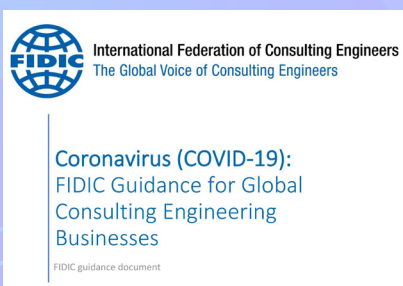 FIDIC
International Federation of Consulting Engineers
The Global Voice of Consulting Engineers
Coronavirus (COVID-19):
FIDIC Guidance for Global
Consulting Engineering
Businesses
FIDIC guidance document